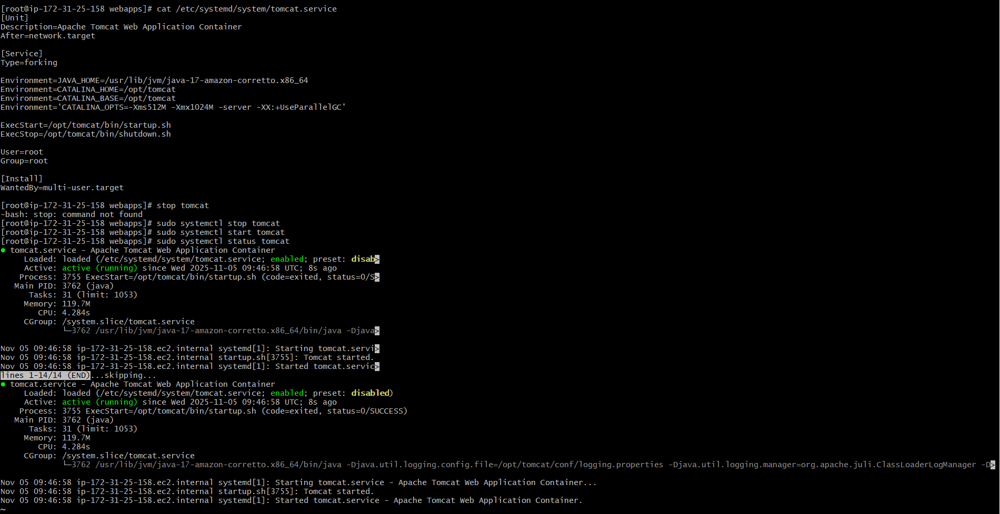 [root@ip-172-31-25-158 webapps]# cat /etc/systemd/system/tomcat.service
[Unit]
Description=Apache Tomcat Web Application Container
After=network.target

[Service]
Type=forking

Environment=JAVA_HOME=/usr/lib/jvm/java-17-amazon-corretto.x86_64
Environment=CATALINA_HOME=/opt/tomcat
Environment=CATALINA_BASE=/opt/tomcat
Environment='CATALINA_OPTS=-Xms512M -Xmx1024M -server -XX:+UseParallelGC'

ExecStart=/opt/tomcat/bin/startup.sh
ExecStop=/opt/tomcat/bin/shutdown.sh

User=root
Group=root

[Install]
WantedBy=multi-user.target

[root@ip-172-31-25-158 webapps]# stop tomcat
-bash: stop: command not found
[root@ip-172-31-25-158 webapps]# sudo systemctl stop tomcat
[root@ip-172-31-25-158 webapps]# sudo systemctl start tomcat
[root@ip-172-31-25-158 webapps]# sudo systemctl status tomcat
● tomcat.service - Apache Tomcat Web Application Container
     Loaded: loaded (/etc/systemd/system/tomcat.service; enabled; preset: disab>
     Active: active (running) since Wed 2025-11-05 09:46:58 UTC; 8s ago
    Process: 3755 ExecStart=/opt/tomcat/bin/startup.sh (code=exited, status=0/S>
   Main PID: 3762 (java)
      Tasks: 31 (limit: 1053)
     Memory: 119.7M
        CPU: 4.284s
     CGroup: /system.slice/tomcat.service
             └─3762 /usr/lib/jvm/java-17-amazon-corretto.x86_64/bin/java -Djava>

Nov 05 09:46:58 ip-172-31-25-158.ec2.internal systemd[1]: Starting tomcat.servi>
Nov 05 09:46:58 ip-172-31-25-158.ec2.internal startup.sh[3755]: Tomcat started.
Nov 05 09:46:58 ip-172-31-25-158.ec2.internal systemd[1]: Started tomcat.servic>
lines 1-14/14 (END)...skipping...
● tomcat.service - Apache Tomcat Web Application Container
     Loaded: loaded (/etc/systemd/system/tomcat.service; enabled; preset: disabled)
     Active: active (running) since Wed 2025-11-05 09:46:58 UTC; 8s ago
    Process: 3755 ExecStart=/opt/tomcat/bin/startup.sh (code=exited, status=0/SUCCESS)
   Main PID: 3762 (java)
      Tasks: 31 (limit: 1053)
     Memory: 119.7M
        CPU: 4.284s
     CGroup: /system.slice/tomcat.service
             └─3762 /usr/lib/jvm/java-17-amazon-corretto.x86_64/bin/java -Djava.util.logging.config.file=/opt/tomcat/conf/logging.properties -Djava.util.logging.manager=org.apache.juli.ClassLoaderLogManager -D>

Nov 05 09:46:58 ip-172-31-25-158.ec2.internal systemd[1]: Starting tomcat.service - Apache Tomcat Web Application Container...
Nov 05 09:46:58 ip-172-31-25-158.ec2.internal startup.sh[3755]: Tomcat started.
Nov 05 09:46:58 ip-172-31-25-158.ec2.internal systemd[1]: Started tomcat.service - Apache Tomcat Web Application Container.
~